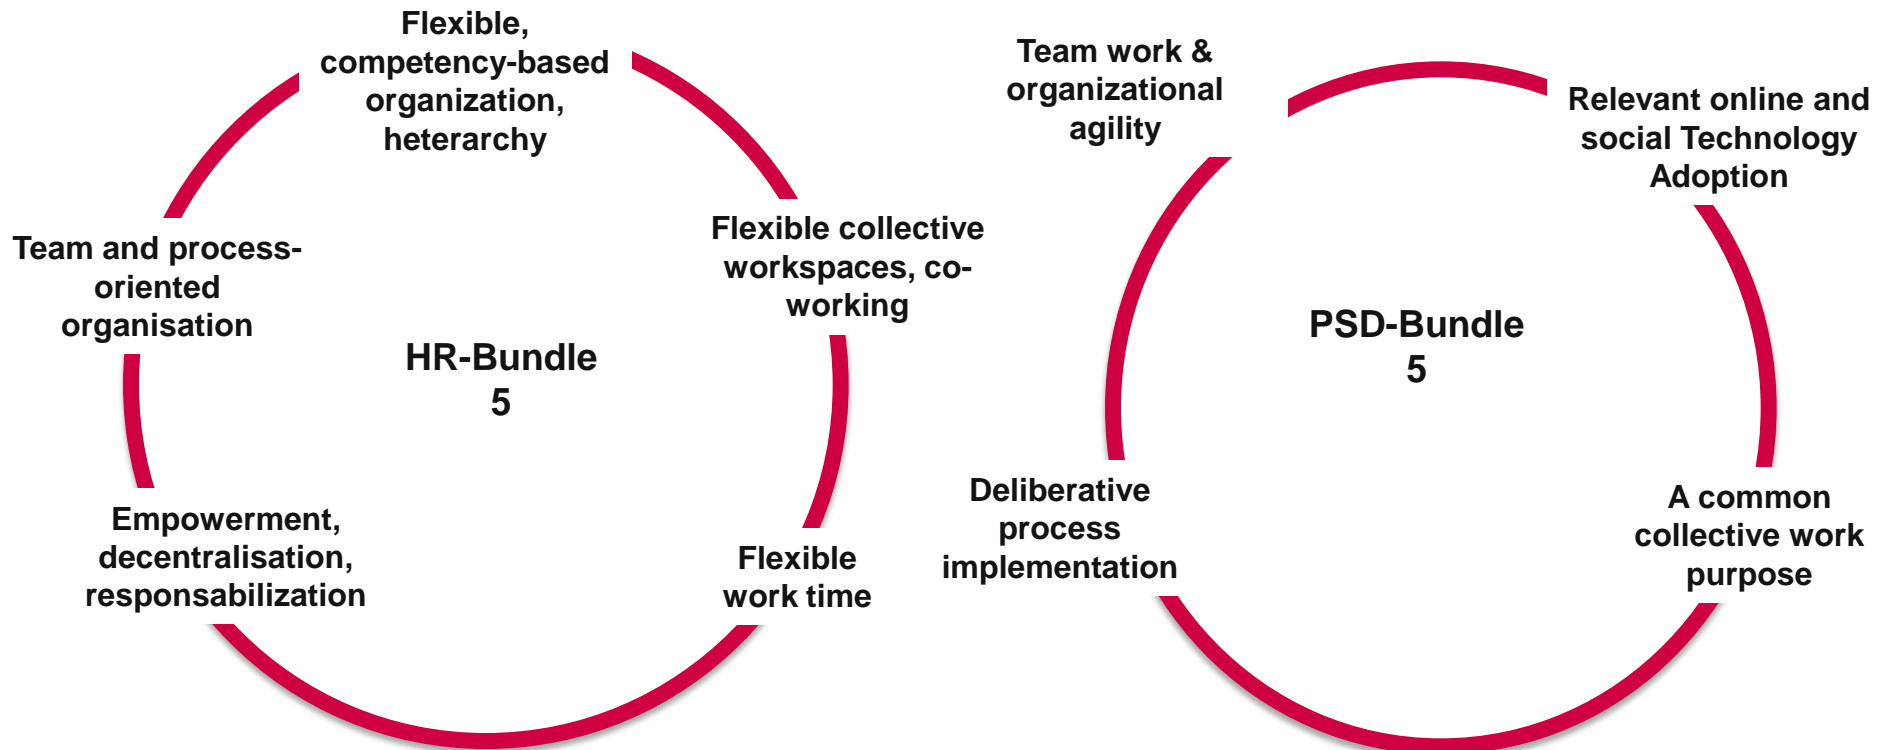 Flexible,
competency-based
organization,
heterarchy
Flexible collective
workspaces, co-
working
Flexible
work time
Empowerment,
decentralisation,
responsabilization
Team and process-
oriented
organisation
HR-Bundle
5
Team work &
organizational
agility
Relevant online and
social Technology
Adoption
A common
collective work
purpose
Deliberative
process
implementation
PSD-Bundle
5